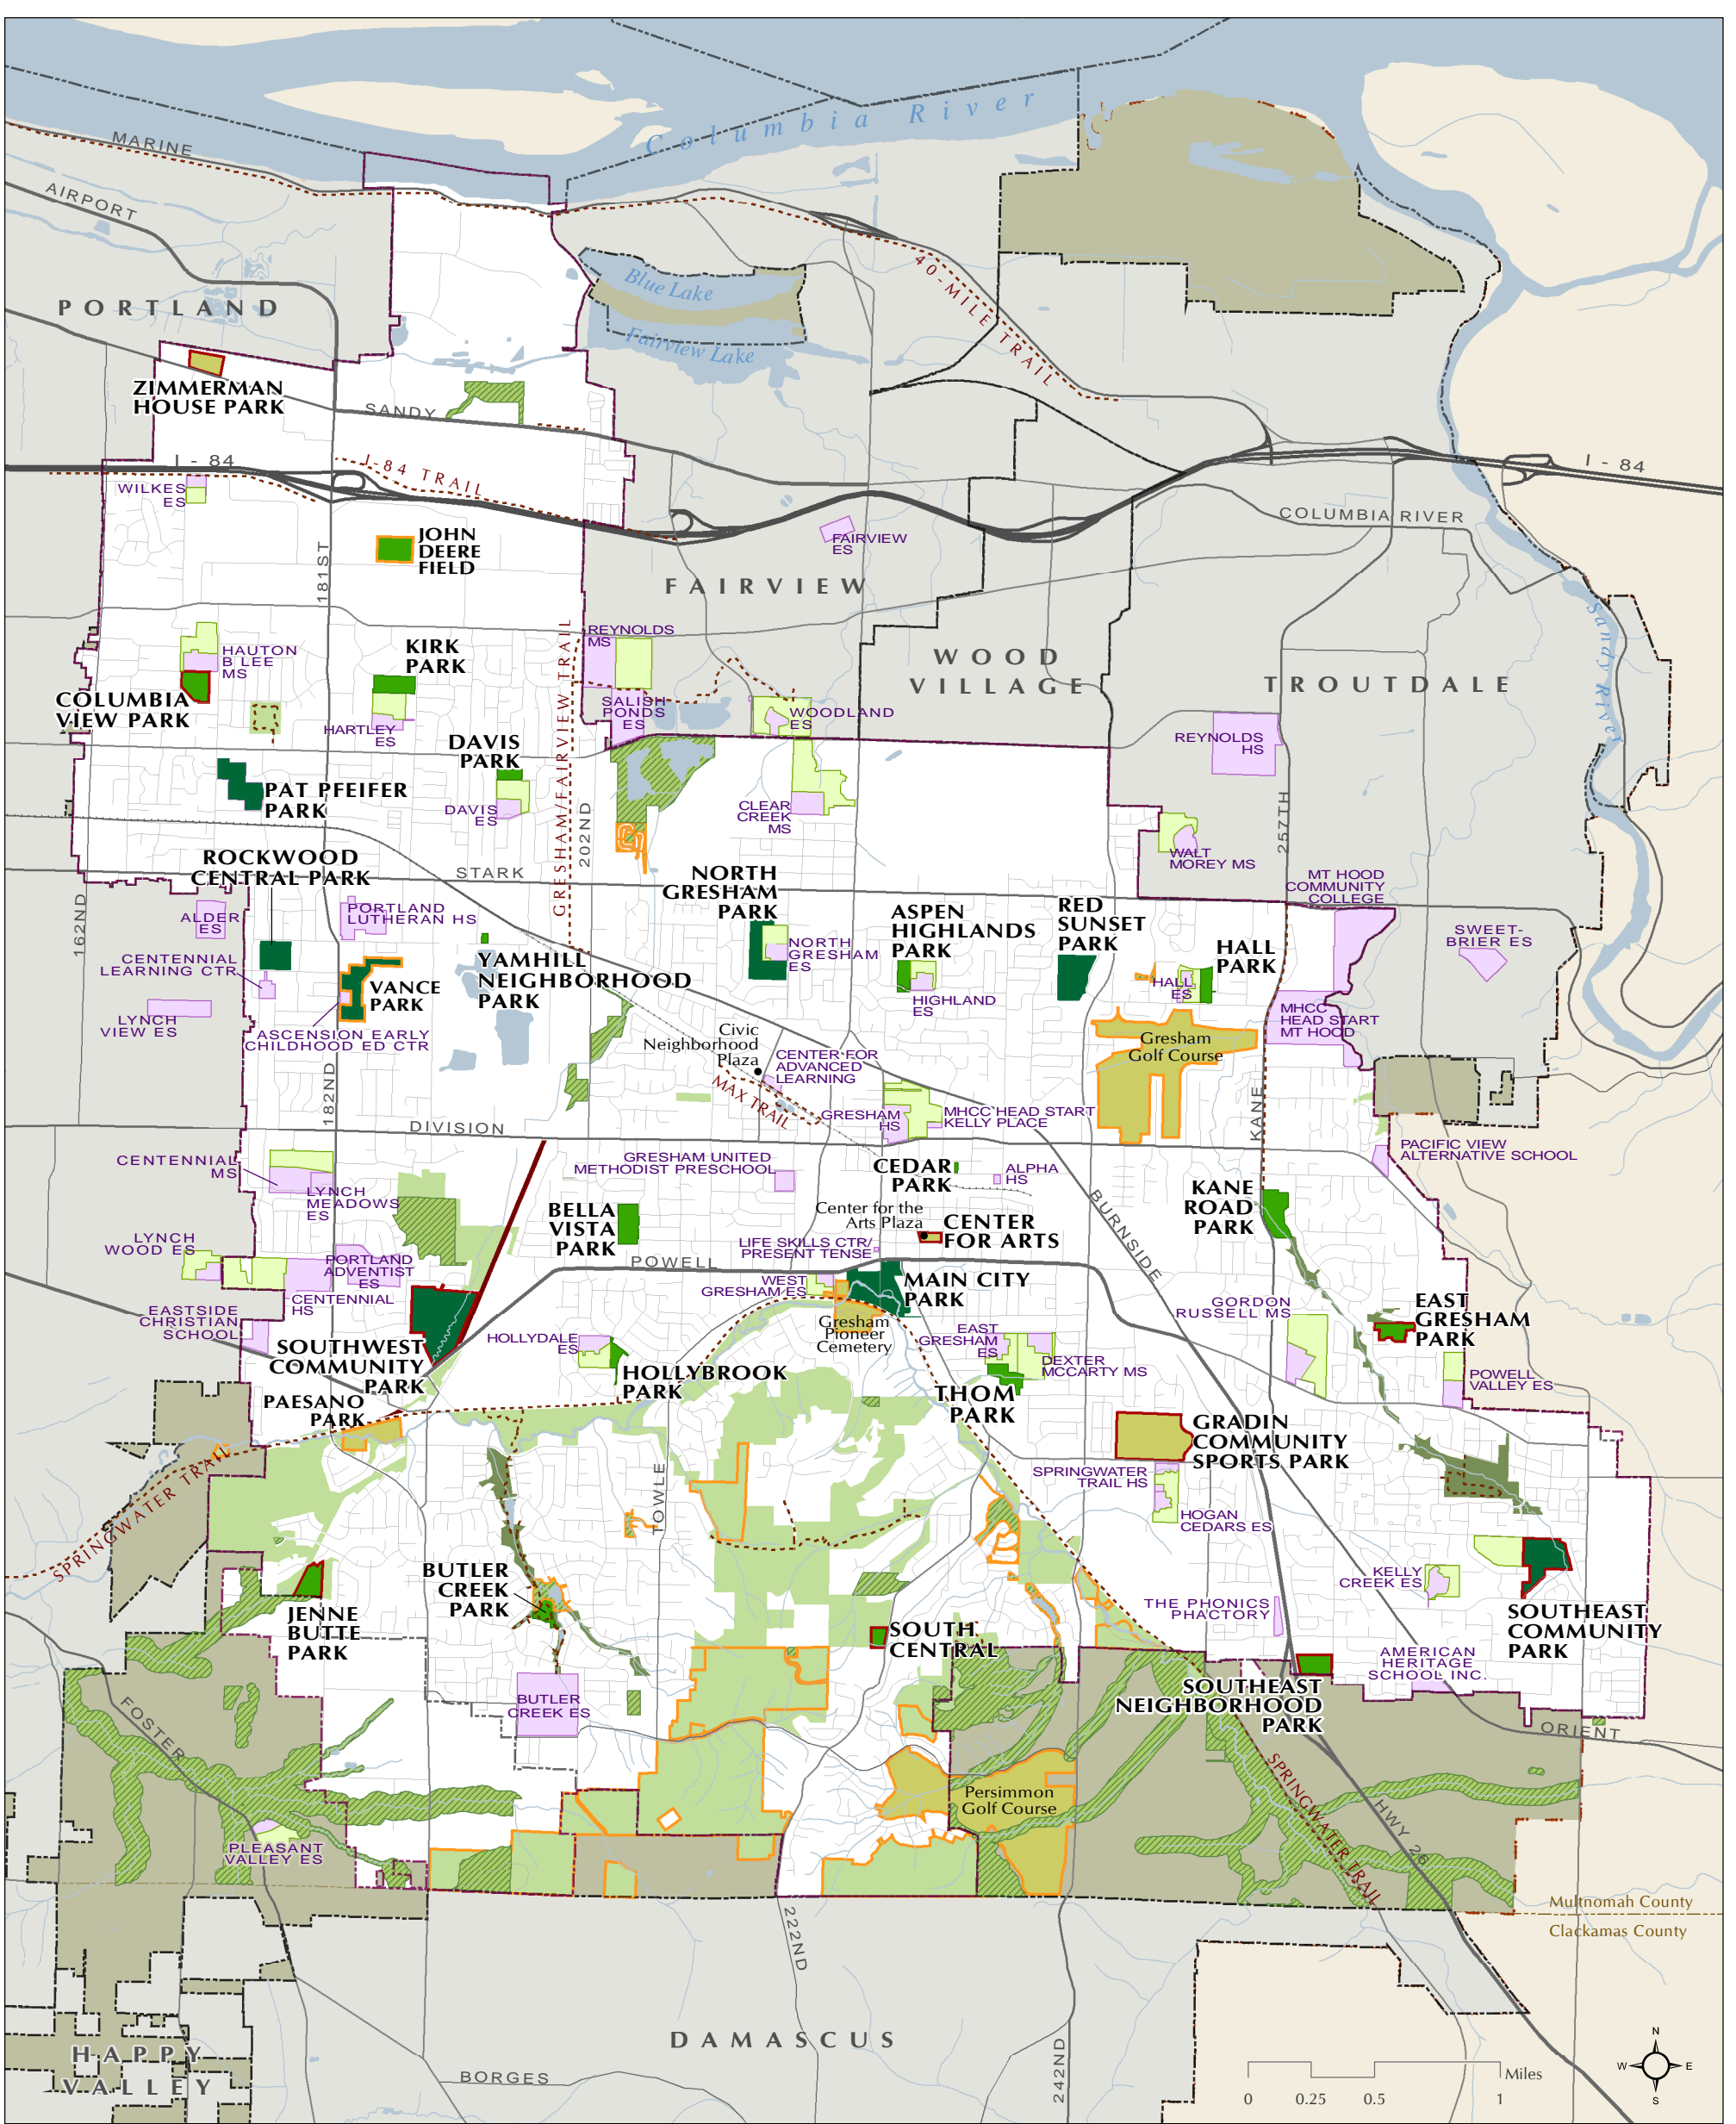 Columbia River
MARINE
AIRPORT
40-MILE TRAIL
Blue Lake
PORTLAND
Fairview Lake
ZIMMERMAN
HOUSE PARK
SANDY
I - 84
I-84 TRAIL
I - 84
WILKES
ES
COLUMBIA RIVER
JOHN
DEERE
FIELD
FAIRVIEW
ES
181ST
FAIRVIEW
Sandy River
REYNOLDS
MS
HAUTON
B LEE
MS
KIRK
PARK
WOOD
VILLAGE
TROUTDALE
COLUMBIA
VIEW PARK
SALISH
PONDS
ES
WOODLAND
ES
HARTLEY
ES
REYNOLDS
HS
DAVIS
PARK
GRESHAM/FAIRVIEW TRAIL
PAT PFEIFER
PARK
DAVIS
ES
202ND
CLEAR
CREEK
MS
257TH
WALT
MOREY MS
ROCKWOOD
CENTRAL PARK
STARK
NORTH
GRESHAM
PARK
MT HOOD
COMMUNITY
COLLEGE
162ND
ALDER
ES
PORTLAND
LUTHERAN HS
ASPEN
HIGHLANDS
PARK
RED
SUNSET
PARK
SWEET-
BRIER ES
NORTH
GRESHAM
ES
HALL
PARK
CENTENNIAL
LEARNING CTR
YAMHILL
NEIGHBORHOOD
PARK
VANCE
PARK
HALL
ES
HIGHLAND
ES
LYNCH
VIEW ES
ASCENSION EARLY
CHILDHOOD ED CTR
MHCC
HEAD START
MT HOOD
Civic
Neighborhood
Plaza
Gresham
Golf Course
CENTER FOR
ADVANCED
LEARNING
182ND
MAX TRAIL
KANE
GRESHAM
HS
MHCC HEAD START
KELLY PLACE
DIVISION
PACIFIC VIEW
ALTERNATIVE SCHOOL
CENTENNIAL
MS
GRESHAM UNITED
METHODIST PRESCHOOL
CEDAR
PARK
ALPHA
HS
LYNCH
MEADOWS
ES
BELLA
VISTA
PARK
Center for the
Arts Plaza
CENTER
FOR ARTS
BURNSIDE
KANE
ROAD
PARK
LYNCH
WOOD ES
LIFE SKILLS CTR/
PRESENT TENSE
POWELL
PORTLAND
ADVENTIST
ES
WEST
GRESHAM ES
MAIN CITY
PARK
CENTENNIAL
HS
EASTSIDE
CHRISTIAN
SCHOOL
GORDON
RUSSELL MS
EAST
GRESHAM
PARK
Gresham
Pioneer
Cemetery
HOLLYDALE
ES
EAST
GRESHAM
ES
SOUTHWEST
COMMUNITY
PARK
HOLLYBROOK
PARK
DEXTER
MCCARTY MS
POWELL
VALLEY ES
PAESANO
PARK
THOM
PARK
GRADIN
COMMUNITY
SPORTS PARK
SPRINGWATER TRAIL
TOWLE
SPRINGWATER
TRAIL HS
HOGAN
CEDARS ES
BUTLER
CREEK
PARK
KELLY
CREEK ES
THE PHONICS
PHACTORY
JENNE
BUTTE
PARK
SOUTHEAST
COMMUNITY
PARK
SOUTH
CENTRAL
AMERICAN
HERITAGE
SCHOOL INC.
SOUTHEAST
NEIGHBORHOOD
PARK
BUTLER
CREEK ES
FOSTER
ORIENT
SPRINGWATER TRAIL
Persimmon
Golf Course
HWY 26
PLEASANT
VALLEY ES
Multnomah County
Clackamas County
222ND
DAMASCUS
242ND
HAPPY
VALLEY
BORGES
N
W E
S
Miles
0 0.25 0.5 1